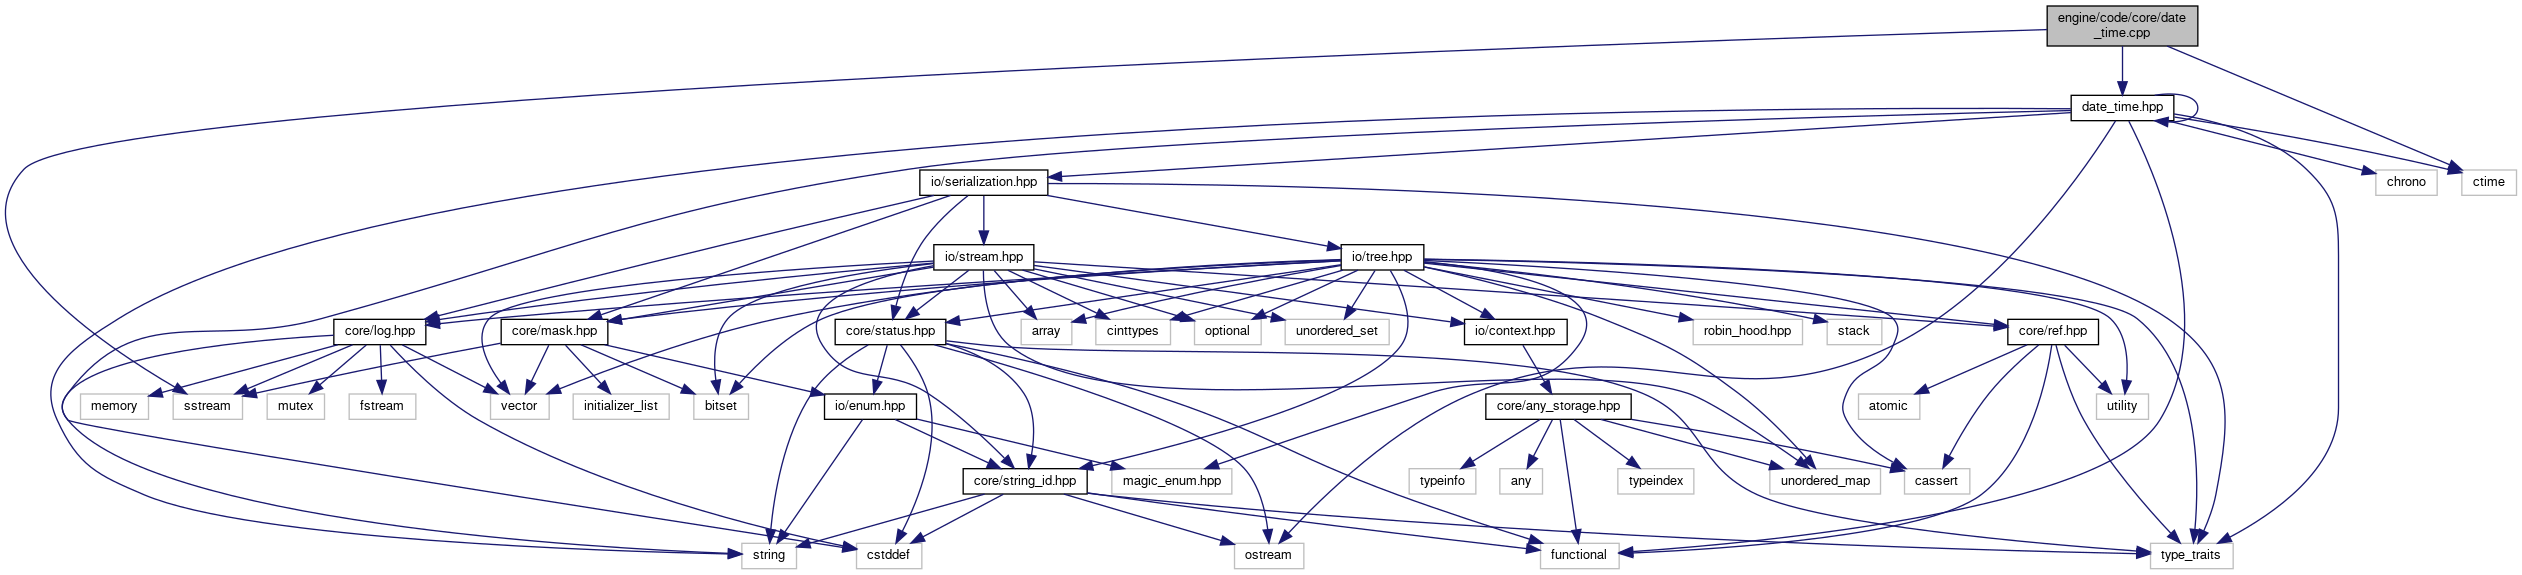 engine/code/core/date
_time.cpp
date_time.hpp
io/serialization.hpp
chrono
ctime
io/stream.hpp
io/tree.hpp
core/log.hpp
core/mask.hpp
core/status.hpp
array
cinttypes
optional
unordered_set
io/context.hpp
robin_hood.hpp
stack
core/ref.hpp
memory
sstream
mutex
fstream
vector
initializer_list
bitset
io/enum.hpp
core/any_storage.hpp
atomic
utility
core/string_id.hpp
magic_enum.hpp
typeinfo
any
typeindex
unordered_map
cassert
string
cstddef
ostream
functional
type_traits